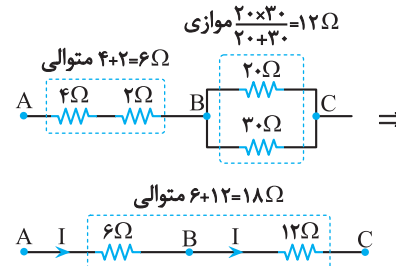 موازی ۲۰×۳۰/۲۰+۳۰=۱۲Ω
متوالی ۴+۲=۶Ω
۲۰Ω
A ۴Ω ۲Ω B C
۳۰Ω
⇒
متوالی ۶+۱۲=۱۸Ω
A I ۶Ω B I ۱۲Ω C